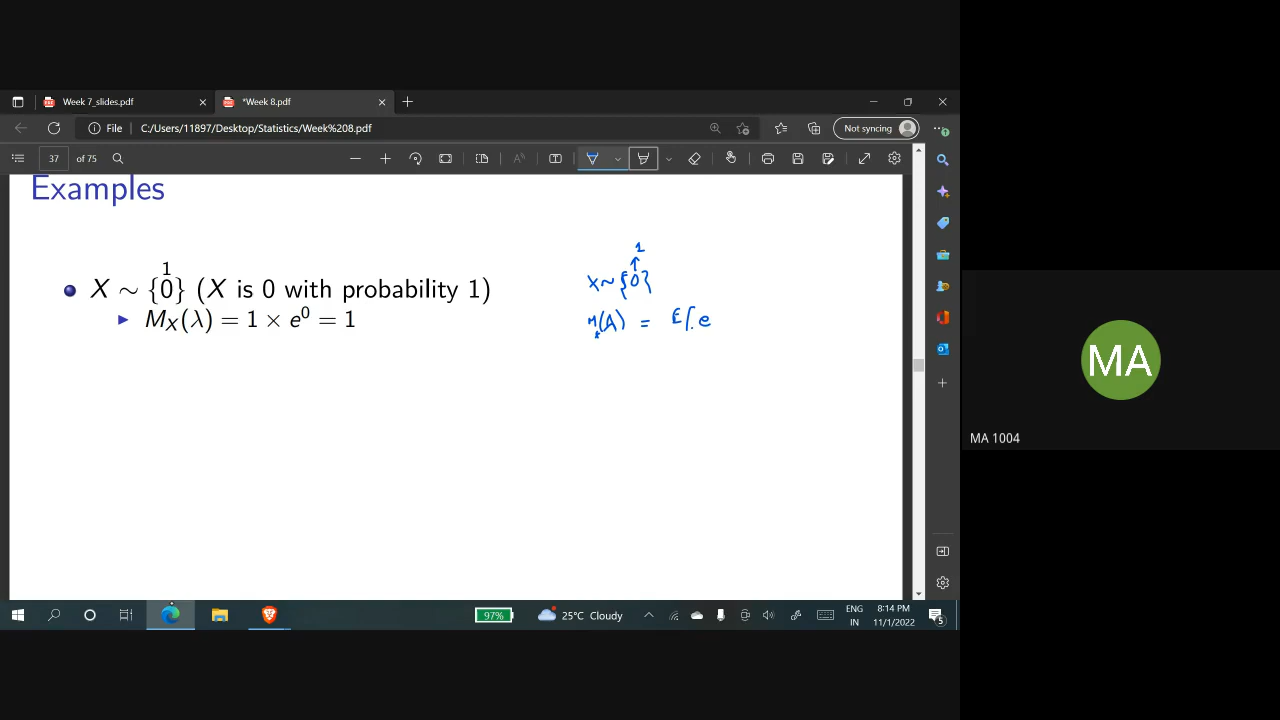 Week 7_slides.pdf
*Week 8.pdf
File
C:/Users/11897/Desktop/Statistics/Week%208.pdf
Not syncing
37 of 75
Examples
1
X ∼ {0} (X is 0 with probability 1)
M_X(λ) = 1 × e^0 = 1
1
↑
X ~ {0}
M_X(λ) = E[e
MA
MA 1004
97%
25°C Cloudy
ENG
IN
8:14 PM
11/1/2022
5